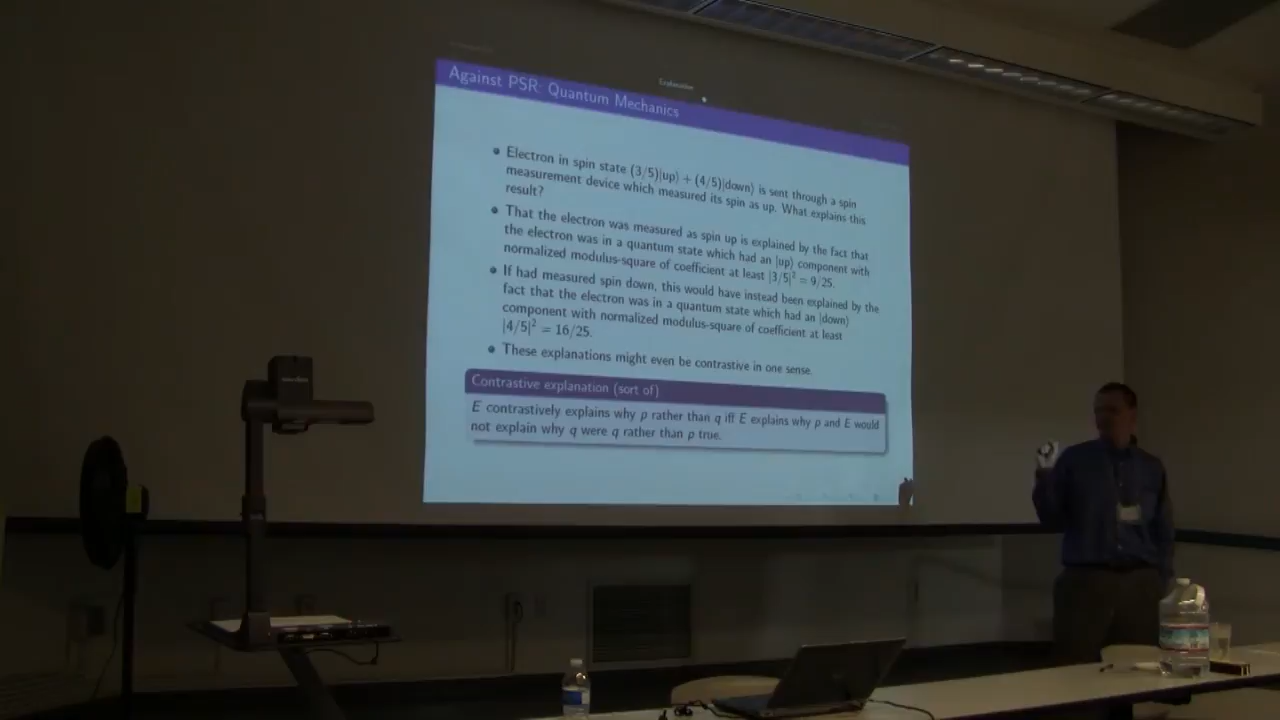 Explanation
Against PSR: Quantum Mechanics
• Electron in spin state (3/5)|up⟩ + (4/5)|down⟩ is sent through a spin
measurement device which measured its spin as up. What explains this
result?
• That the electron was measured as spin up is explained by the fact that
the electron was in a quantum state which had an |up⟩ component with
normalized modulus-square of coefficient at least |3/5|² = 9/25.
• If had measured spin down, this would have instead been explained by the
fact that the electron was in a quantum state which had an |down⟩
component with normalized modulus-square of coefficient at least
|4/5|² = 16/25.
• These explanations might even be contrastive in one sense.
Contrastive explanation (sort of)
E contrastively explains why p rather than q iff E explains why p and E would
not explain why q were q rather than p true.